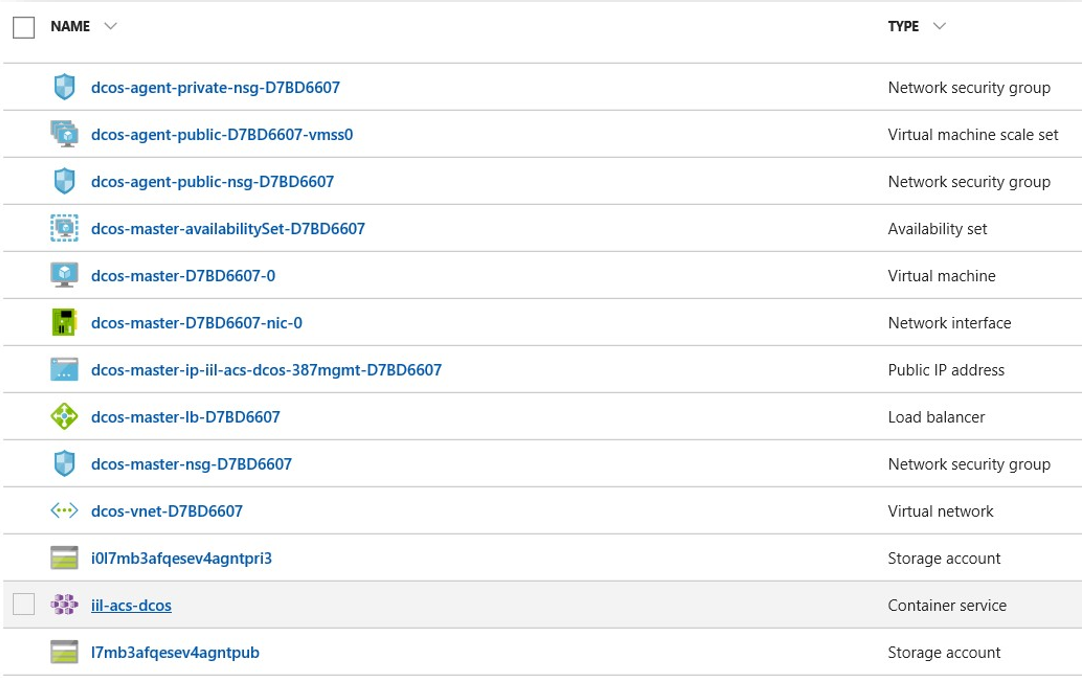 NAME TYPE
dcos-agent-private-nsg-D7BD6607 Network security group
dcos-agent-public-D7BD6607-vmss0 Virtual machine scale set
dcos-agent-public-nsg-D7BD6607 Network security group
dcos-master-availabilitySet-D7BD6607 Availability set
dcos-master-D7BD6607-0 Virtual machine
dcos-master-D7BD6607-nic-0 Network interface
dcos-master-ip-iil-acs-dcos-387mgmt-D7BD6607 Public IP address
dcos-master-lb-D7BD6607 Load balancer
dcos-master-nsg-D7BD6607 Network security group
dcos-vnet-D7BD6607 Virtual network
i0l7mb3afqesev4agntpri3 Storage account
iil-acs-dcos Container service
l7mb3afqesev4agntpub Storage account